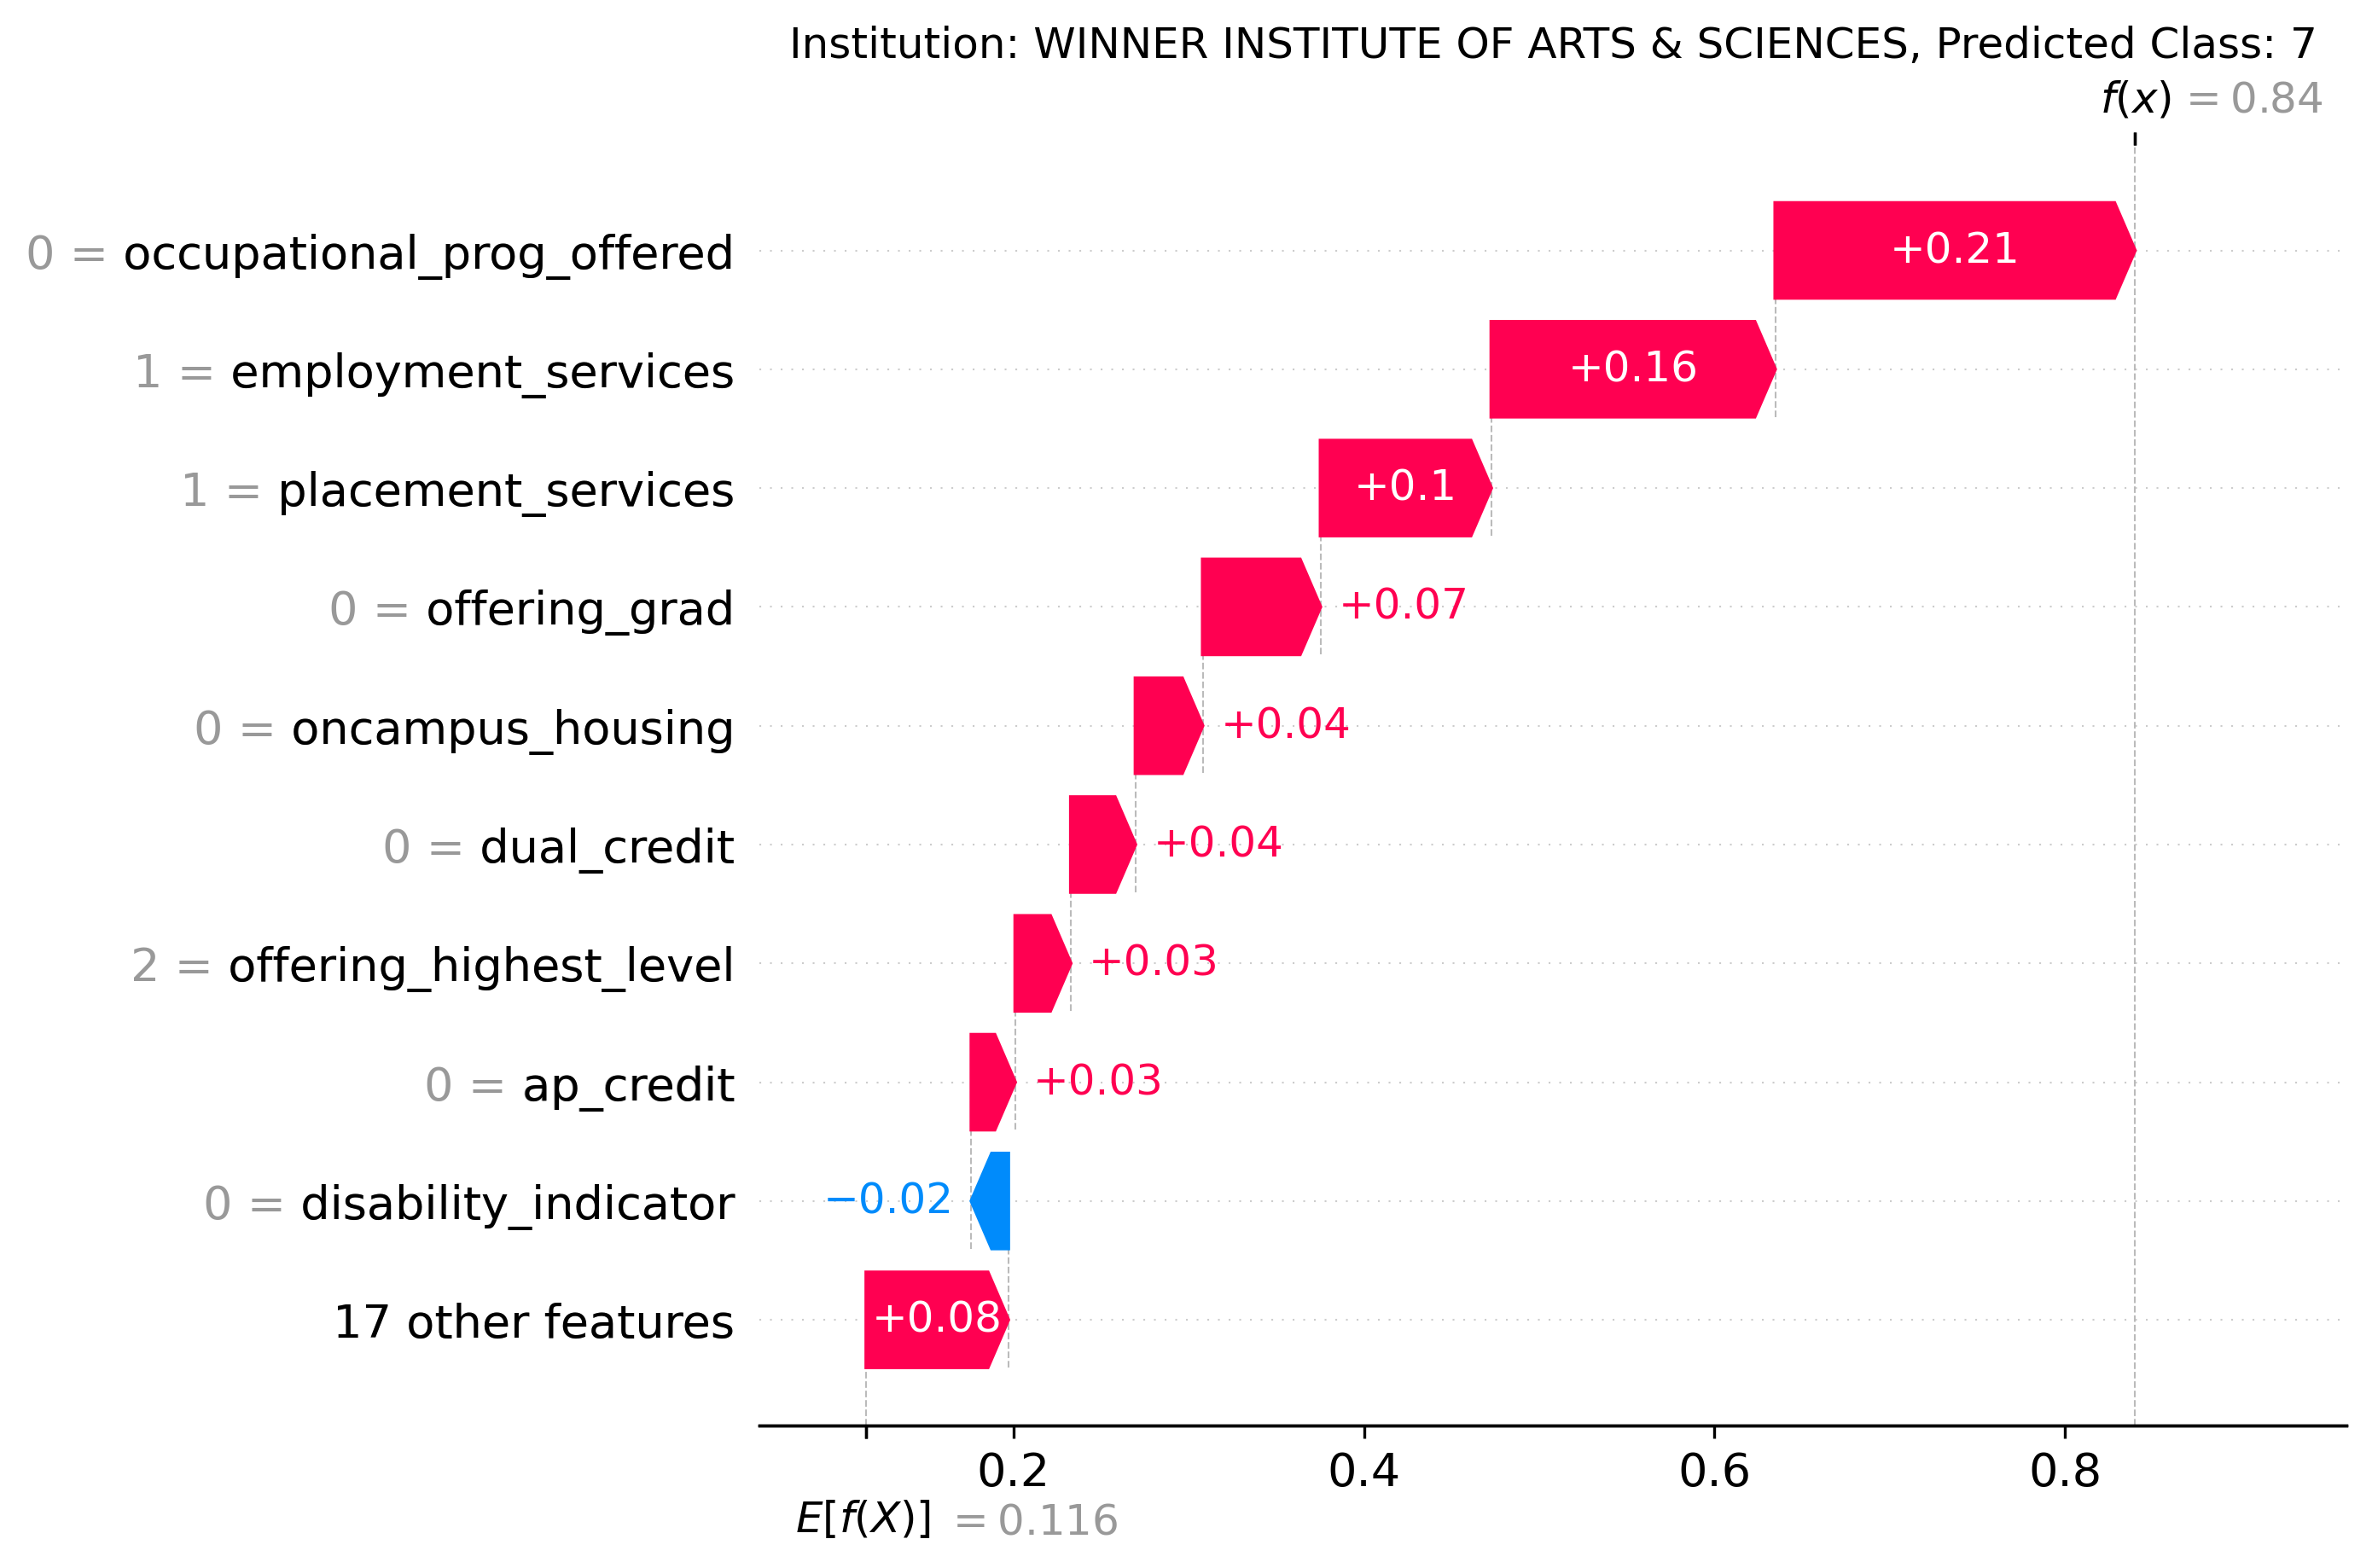 Institution: WINNER INSTITUTE OF ARTS & SCIENCES, Predicted Class: 7
f(x) = 0.84
0 = occupational_prog_offered +0.21
1 = employment_services +0.16
1 = placement_services +0.1
0 = offering_grad +0.07
0 = oncampus_housing +0.04
0 = dual_credit +0.04
2 = offering_highest_level +0.03
0 = ap_credit +0.03
0 = disability_indicator −0.02
17 other features +0.08
0.2 0.4 0.6 0.8
E[f(X)] = 0.116